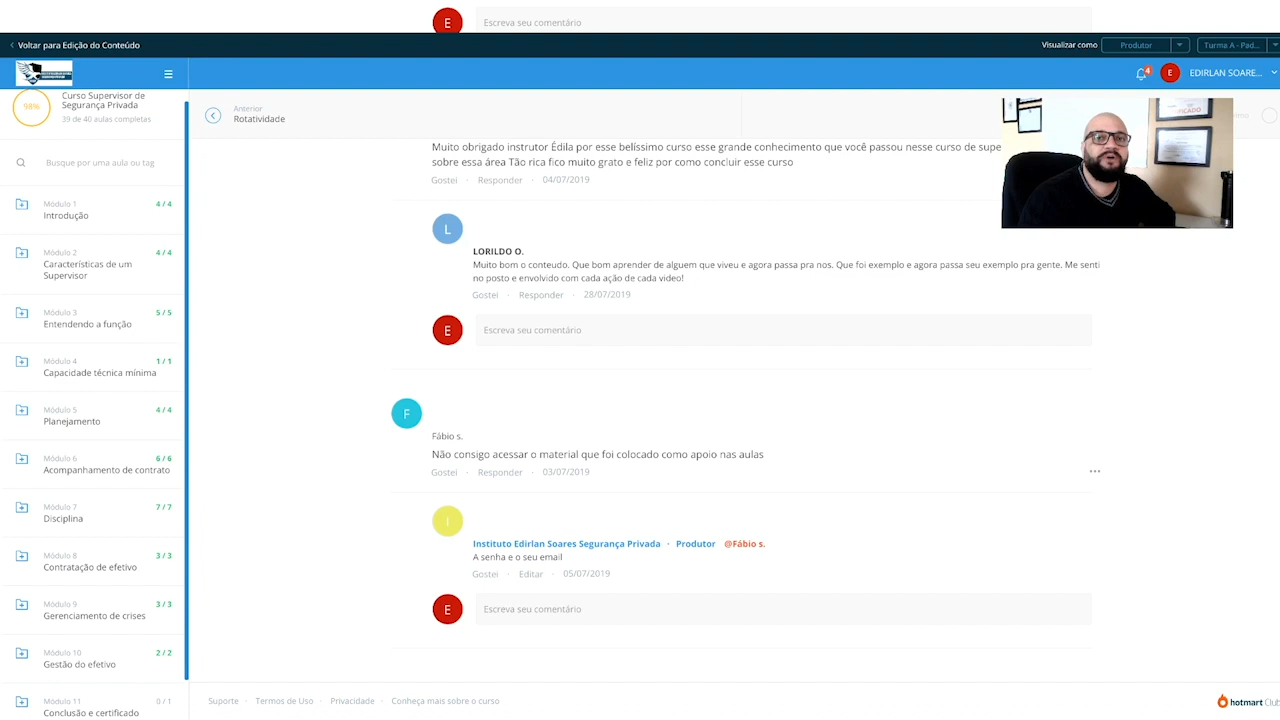 E
Escreva seu comentário
Voltar para Edição do Conteúdo
Visualizar como
Produtor
Turma A - Pad...
4
E
EDIRLAN SOARE...
98%
Curso Supervisor de
Segurança Privada
39 de 40 aulas completas
Anterior
Rotatividade
Busque por uma aula ou tag
Módulo 1
4 / 4
Introdução
Módulo 2
4 / 4
Características de um
Supervisor
Módulo 3
5 / 5
Entendendo a função
Módulo 4
1 / 1
Capacidade técnica mínima
Módulo 5
4 / 4
Planejamento
Módulo 6
6 / 6
Acompanhamento de contrato
Módulo 7
7 / 7
Disciplina
Módulo 8
3 / 3
Contratação de efetivo
Módulo 9
3 / 3
Gerenciamento de crises
Módulo 10
2 / 2
Gestão do efetivo
Módulo 11
0 / 1
Conclusão e certificado
Muito obrigado instrutor Édila por esse belíssimo curso esse grande conhecimento que você passou nesse curso de supe
sobre essa área Tão rica fico muito grato e feliz por como concluir esse curso
Gostei · Responder · 04/07/2019
L
LORILDO O.
Muito bom o conteudo. Que bom aprender de alguem que viveu e agora passa pra nos. Que foi exemplo e agora passa seu exemplo pra gente. Me senti
no posto e envolvido com cada ação de cada video!
Gostei · Responder · 28/07/2019
E
Escreva seu comentário
F
Fábio s.
Não consigo acessar o material que foi colocado como apoio nas aulas
Gostei · Responder · 03/07/2019
I
Instituto Edirlan Soares Segurança Privada · Produtor @Fábio s.
A senha e o seu email
Gostei · Editar · 05/07/2019
E
Escreva seu comentário
Suporte · Termos de Uso · Privacidade · Conheça mais sobre o curso
hotmart Club